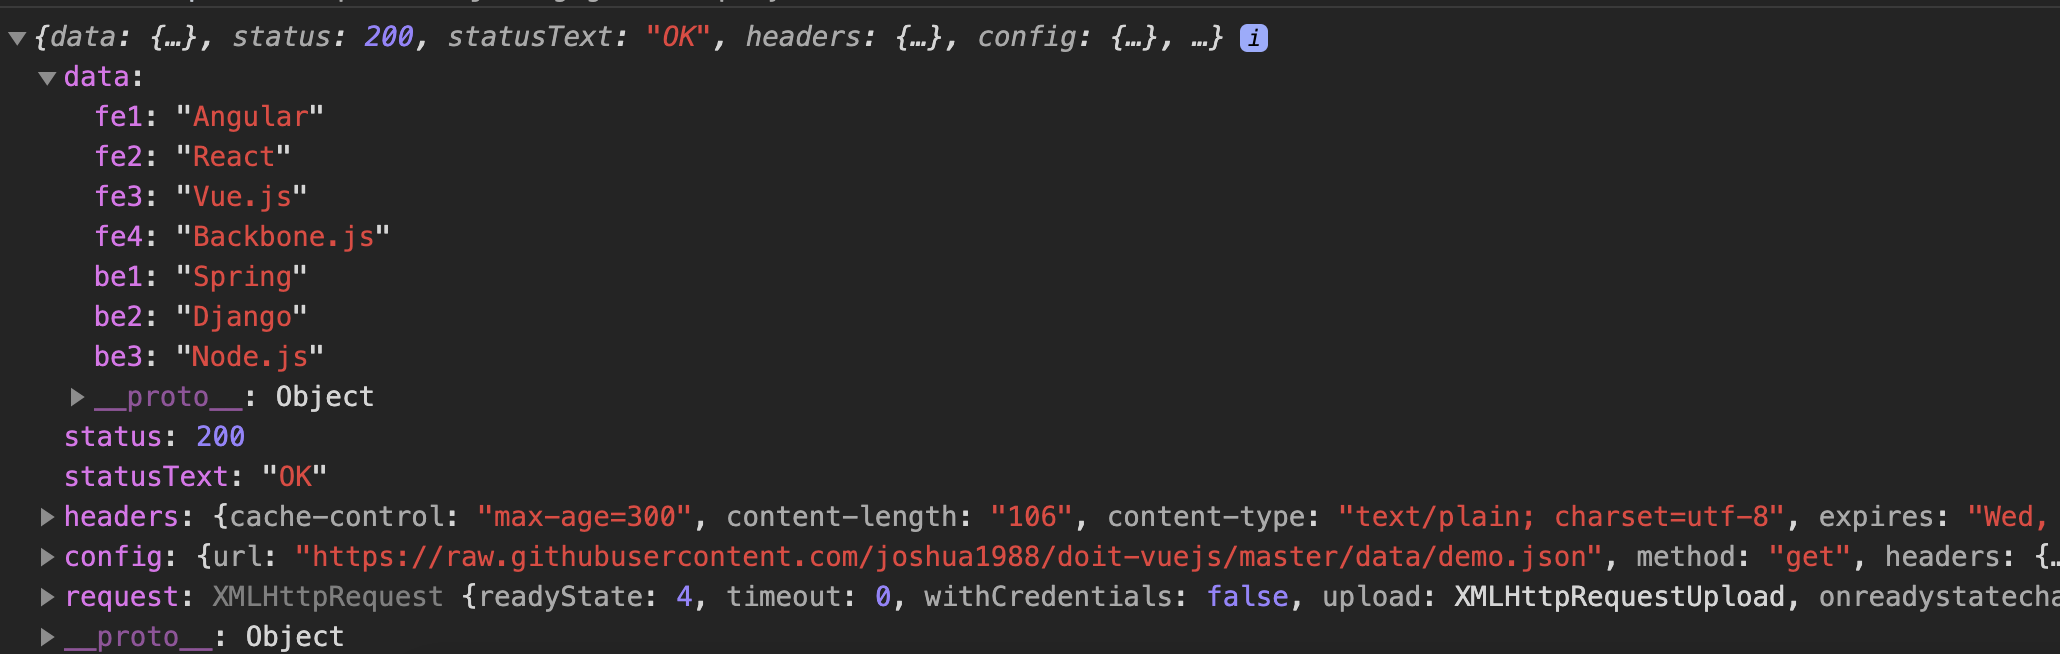 {data: {…}, status: 200, statusText: "OK", headers: {…}, config: {…}, …} i
data:
fe1: "Angular"
fe2: "React"
fe3: "Vue.js"
fe4: "Backbone.js"
be1: "Spring"
be2: "Django"
be3: "Node.js"
__proto__: Object
status: 200
statusText: "OK"
headers: {cache-control: "max-age=300", content-length: "106", content-type: "text/plain; charset=utf-8", expires: "Wed,
config: {url: "https://raw.githubusercontent.com/joshua1988/doit-vuejs/master/data/demo.json", method: "get", headers: {…
request: XMLHttpRequest {readyState: 4, timeout: 0, withCredentials: false, upload: XMLHttpRequestUpload, onreadystatecha
__proto__: Object